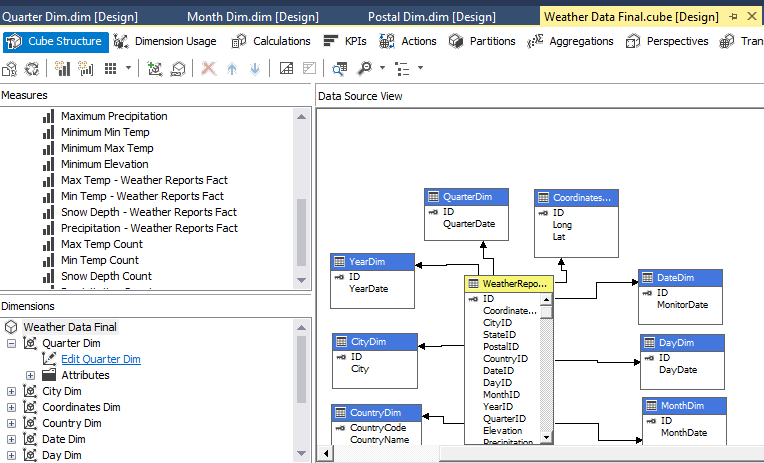 Quarter Dim.dim [Design]
Month Dim.dim [Design]
Postal Dim.dim [Design]
Weather Data Final.cube [Design]
Cube Structure
Dimension Usage
Calculations
KPIs
Actions
Partitions
Aggregations
Perspectives
Tran
Measures
Maximum Precipitation
Minimum Min Temp
Minimum Max Temp
Minimum Elevation
Max Temp - Weather Reports Fact
Min Temp - Weather Reports Fact
Snow Depth - Weather Reports Fact
Precipitation - Weather Reports Fact
Max Temp Count
Min Temp Count
Snow Depth Count
Dimensions
Weather Data Final
Quarter Dim
Edit Quarter Dim
Attributes
City Dim
Coordinates Dim
Country Dim
Date Dim
Day Dim
Data Source View
QuarterDim
ID
QuarterDate
Coordinates...
ID
Long
Lat
YearDim
ID
YearDate
WeatherRepo...
ID
Coordinate...
CityID
StateID
PostalID
CountryID
DateID
DayID
MonthID
YearID
QuarterID
Elevation
Precipitation
DateDim
ID
MonitorDate
CityDim
ID
City
DayDim
ID
DayDate
CountryDim
CountryCode
CountryName
MonthDim
ID
MonthDate